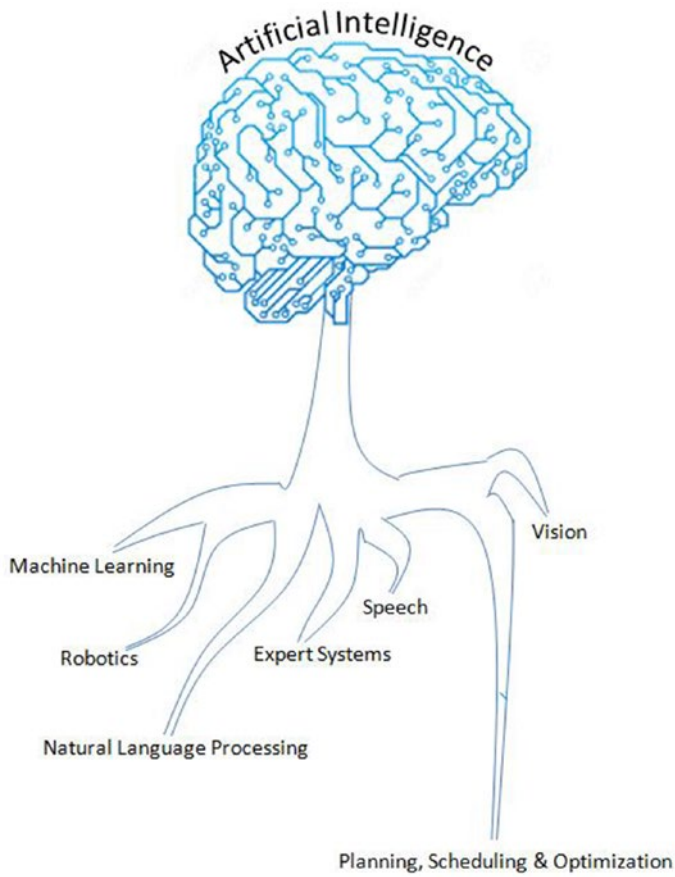 Artificial Intelligence
Vision
Machine Learning
Speech
Robotics
Expert Systems
Natural Language Processing
Planning, Scheduling & Optimization